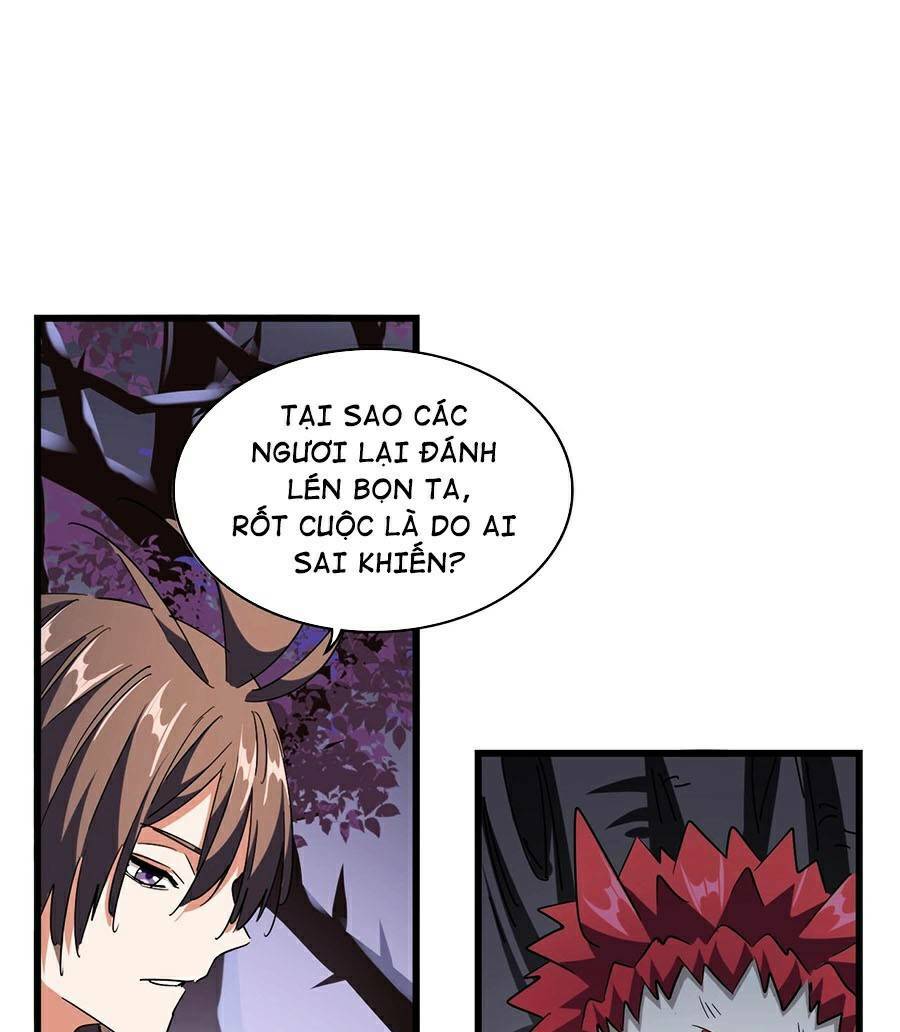 TẠI SAO CÁC
NGƯƠI LẠI ĐÁNH
LÉN BỌN TA,
RỐT CUỘC LÀ DO AI
SAI KHIẾN?